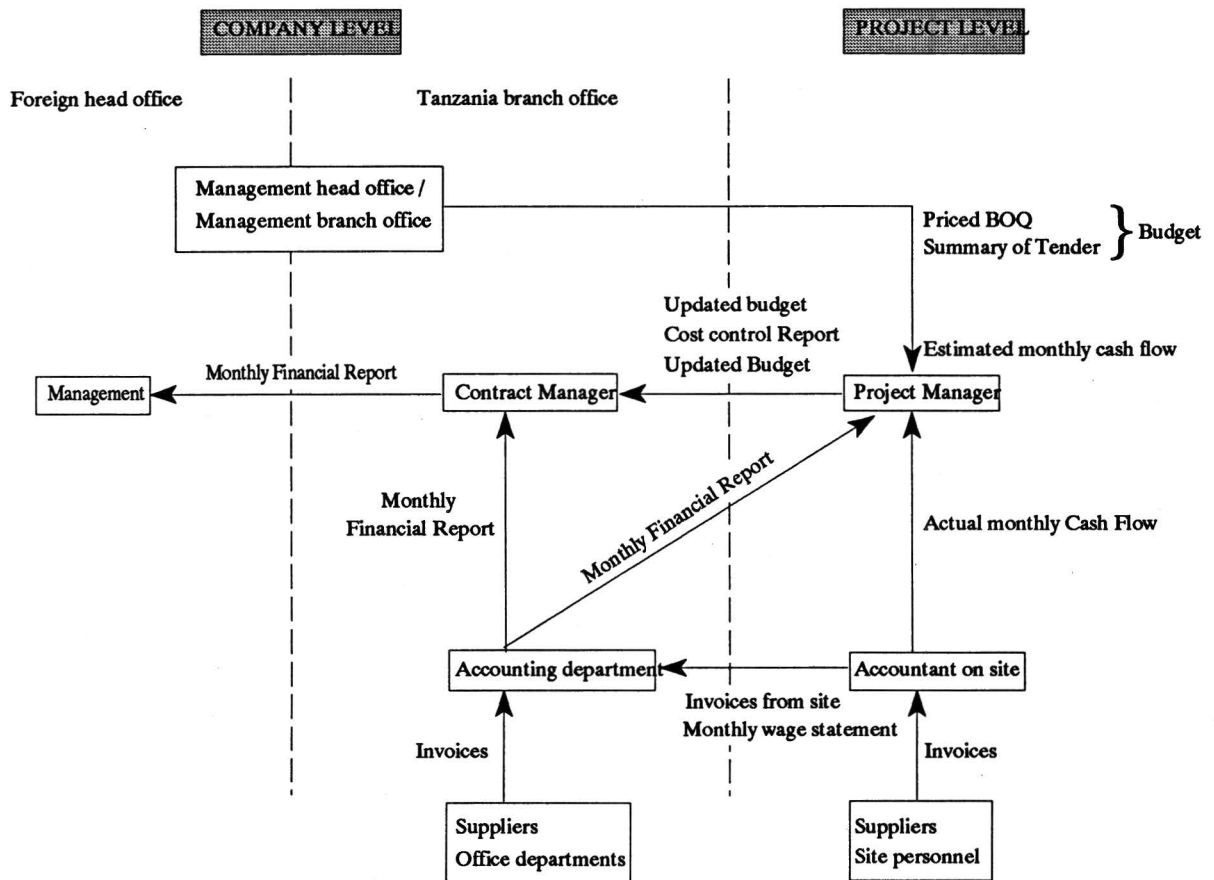 COMPANY LEVEL
PROJECT LEVEL
Foreign head office
Tanzania branch office
Management head office /
Management branch office
Priced BOQ
Summary of Tender
Budget
Updated budget
Cost control Report
Updated Budget
Estimated monthly cash flow
Monthly Financial Report
Management
Contract Manager
Project Manager
Monthly
Financial Report
Monthly Financial Report
Actual monthly Cash Flow
Accounting department
Accountant on site
Invoices from site
Monthly wage statement
Invoices
Invoices
Suppliers
Office departments
Suppliers
Site personnel